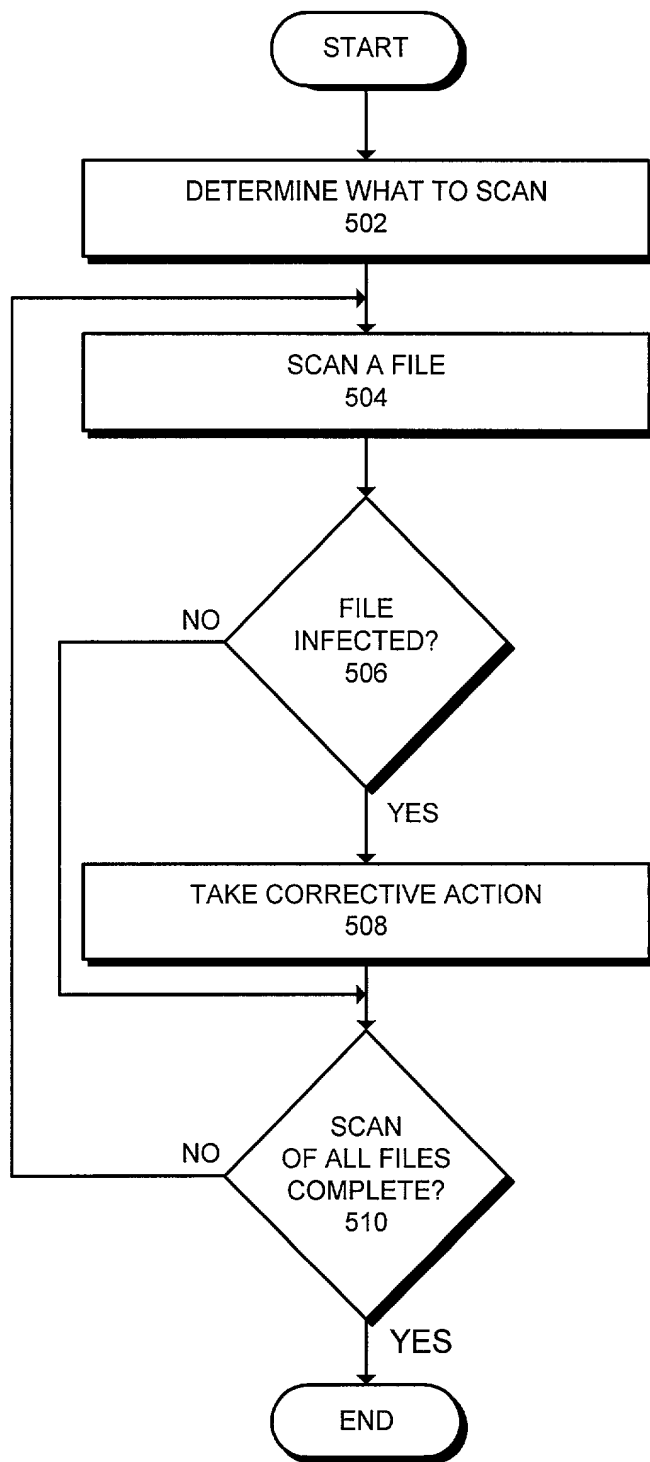 START
DETERMINE WHAT TO SCAN
502
SCAN A FILE
504
NO
FILE
INFECTED?
506
YES
TAKE CORRECTIVE ACTION
508
NO
SCAN
OF ALL FILES
COMPLETE?
510
YES
END